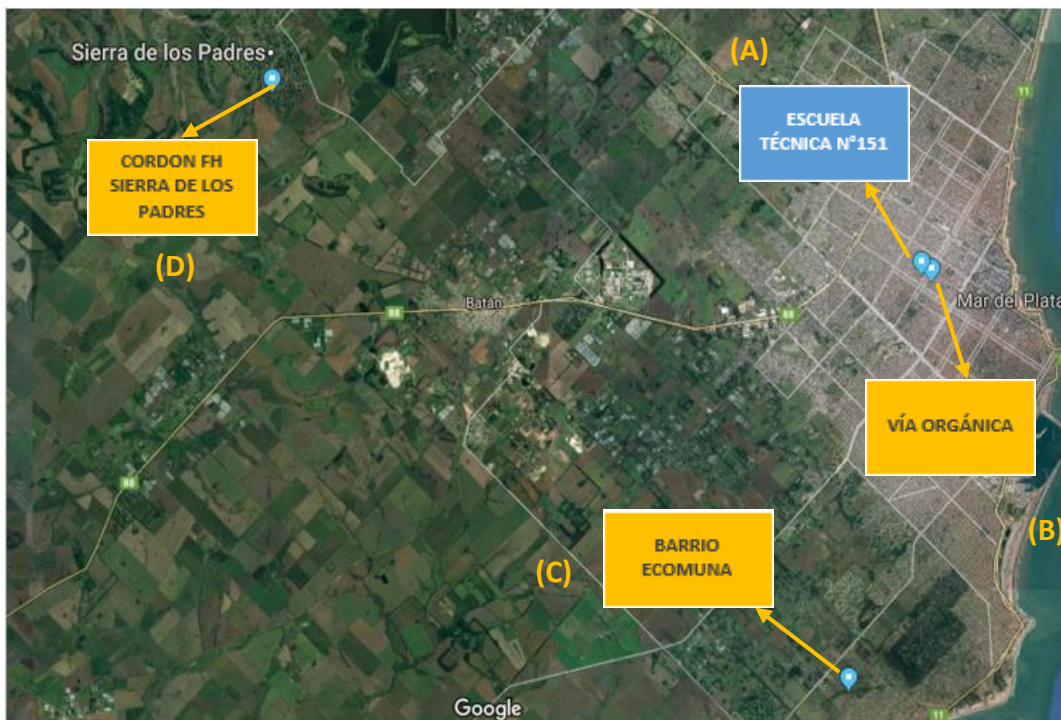 Sierra de los Padres
(A)
11
ESCUELA
TÉCNICA N°151
CORDON FH
SIERRA DE LOS
PADRES
(D)
Batán
88
88
Mar del Plata
VÍA ORGÁNICA
88
(B)
BARRIO
ECOMUNA
(C)
Google
11